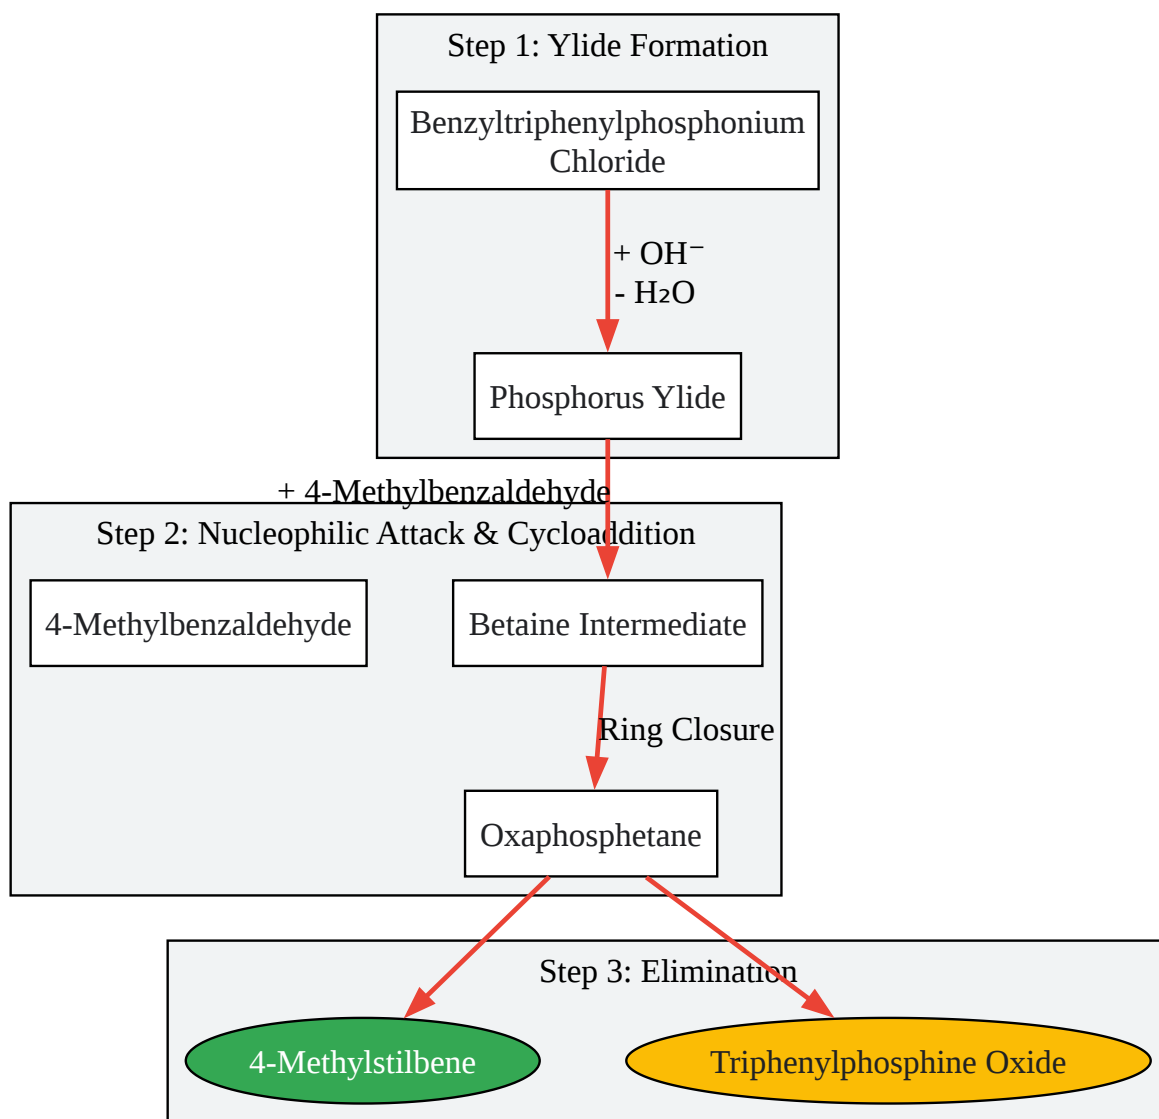 Step 1: Ylide Formation
Benzyltriphenylphosphonium
Chloride
+ OH⁻
- H₂O
Phosphorus Ylide
+ 4-Methylbenzaldehyde
Step 2: Nucleophilic Attack & Cycloaddition
4-Methylbenzaldehyde
Betaine Intermediate
Ring Closure
Oxaphosphetane
Step 3: Elimination
4-Methylstilbene
Triphenylphosphine Oxide